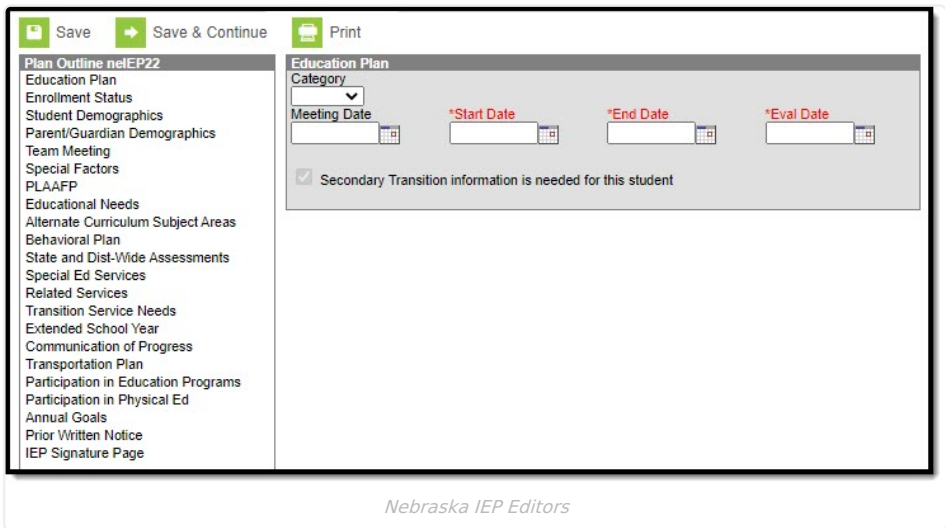 Save Save & Continue Print
Plan Outline neIEP22
Education Plan
Enrollment Status
Student Demographics
Parent/Guardian Demographics
Team Meeting
Special Factors
PLAAFP
Educational Needs
Alternate Curriculum Subject Areas
Behavioral Plan
State and Dist-Wide Assessments
Special Ed Services
Related Services
Transition Service Needs
Extended School Year
Communication of Progress
Transportation Plan
Participation in Education Programs
Participation in Physical Ed
Annual Goals
Prior Written Notice
IEP Signature Page
Education Plan
Category
Meeting Date *Start Date *End Date *Eval Date
Secondary Transition information is needed for this student
Nebraska IEP Editors